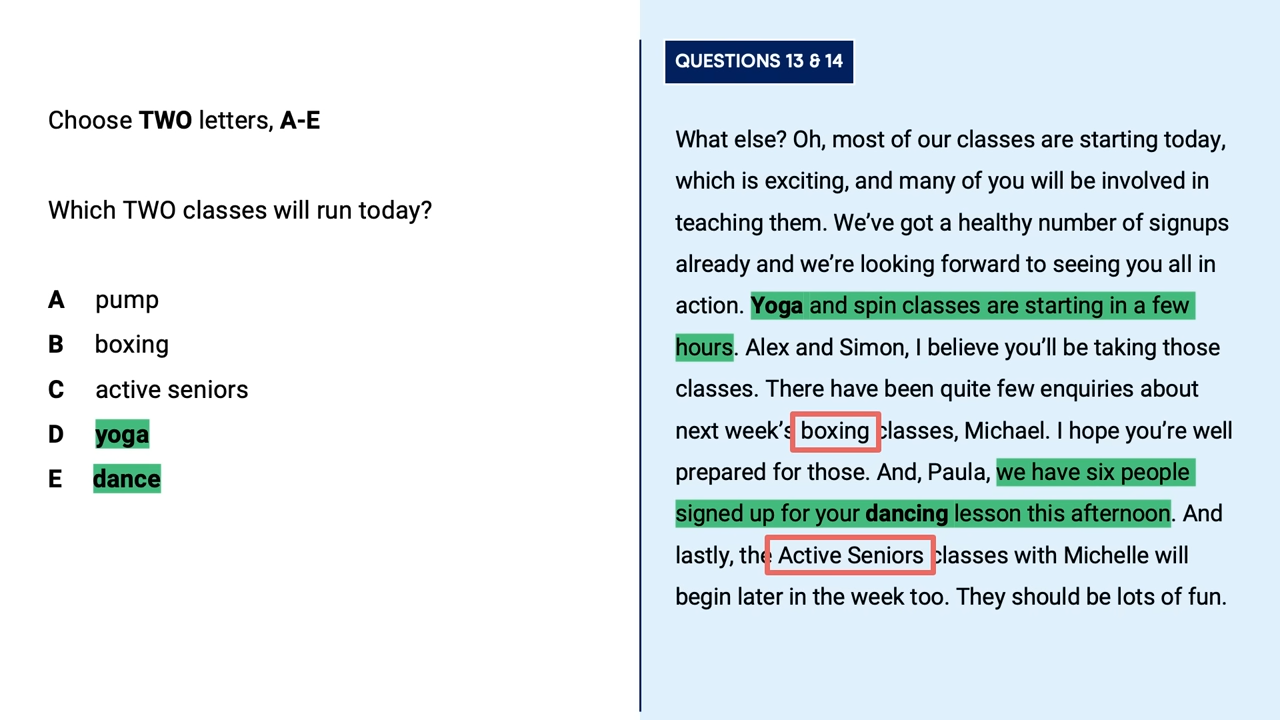 Choose TWO letters, A-E
Which TWO classes will run today?
A pump
B boxing
C active seniors
D yoga
E dance
QUESTIONS 13 & 14
What else? Oh, most of our classes are starting today,
which is exciting, and many of you will be involved in
teaching them. We’ve got a healthy number of signups
already and we’re looking forward to seeing you all in
action. Yoga and spin classes are starting in a few
hours. Alex and Simon, I believe you’ll be taking those
classes. There have been quite few enquiries about
next week’s boxing classes, Michael. I hope you’re well
prepared for those. And, Paula, we have six people
signed up for your dancing lesson this afternoon. And
lastly, the Active Seniors classes with Michelle will
begin later in the week too. They should be lots of fun.